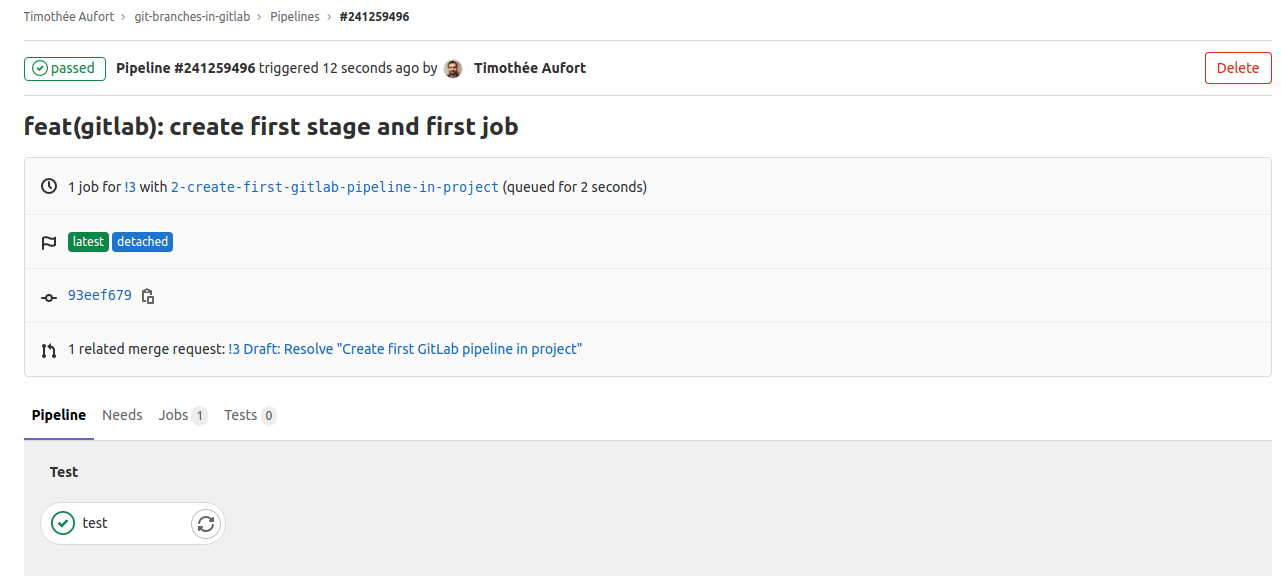 Timothée Aufort › git-branches-in-gitlab › Pipelines › #241259496
passed Pipeline #241259496 triggered 12 seconds ago by Timothée Aufort Delete
feat(gitlab): create first stage and first job
1 job for !3 with 2-create-first-gitlab-pipeline-in-project (queued for 2 seconds)
latest detached
93eef679
1 related merge request: !3 Draft: Resolve "Create first GitLab pipeline in project"
Pipeline Needs Jobs 1 Tests 0
Test
test